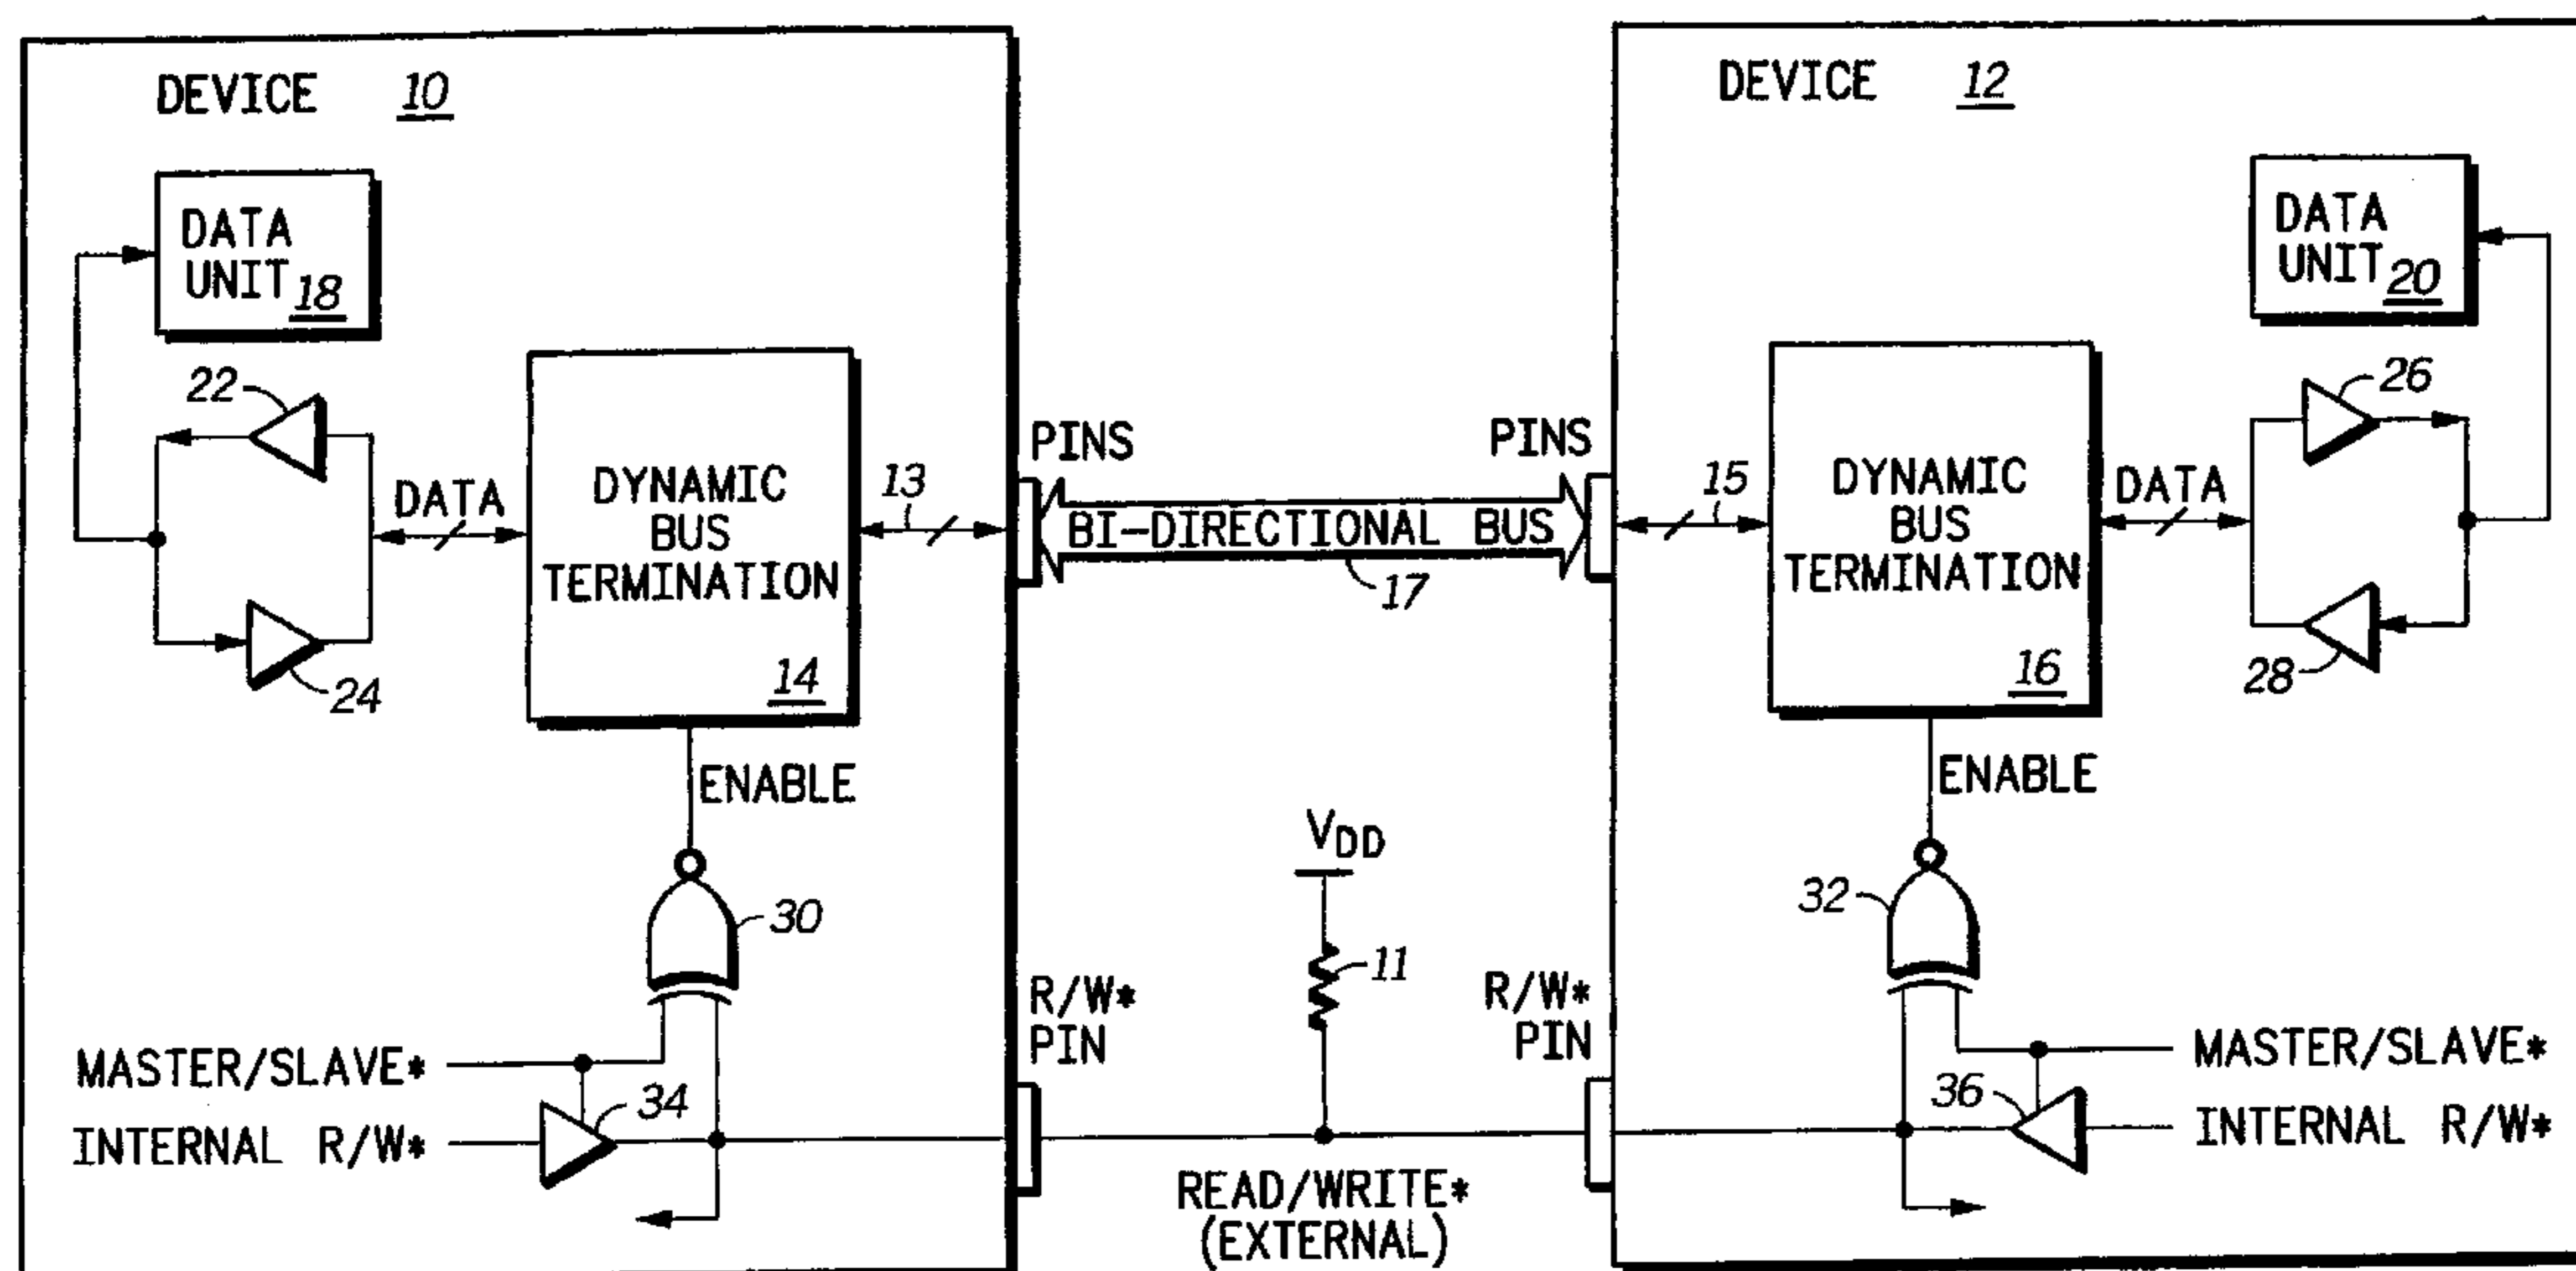 DEVICE 10
DATA
UNIT 18
22
24
DATA
DYNAMIC
BUS
TERMINATION
14
13
ENABLE
30
MASTER/SLAVE*
INTERNAL R/W*
34
PINS
PINS
BI-DIRECTIONAL BUS
17
VDD
11
R/W*
PIN
R/W*
PIN
READ/WRITE*
(EXTERNAL)
DEVICE 12
DATA
UNIT 20
15
DYNAMIC
BUS
TERMINATION
16
DATA
26
28
ENABLE
32
36
MASTER/SLAVE*
INTERNAL R/W*